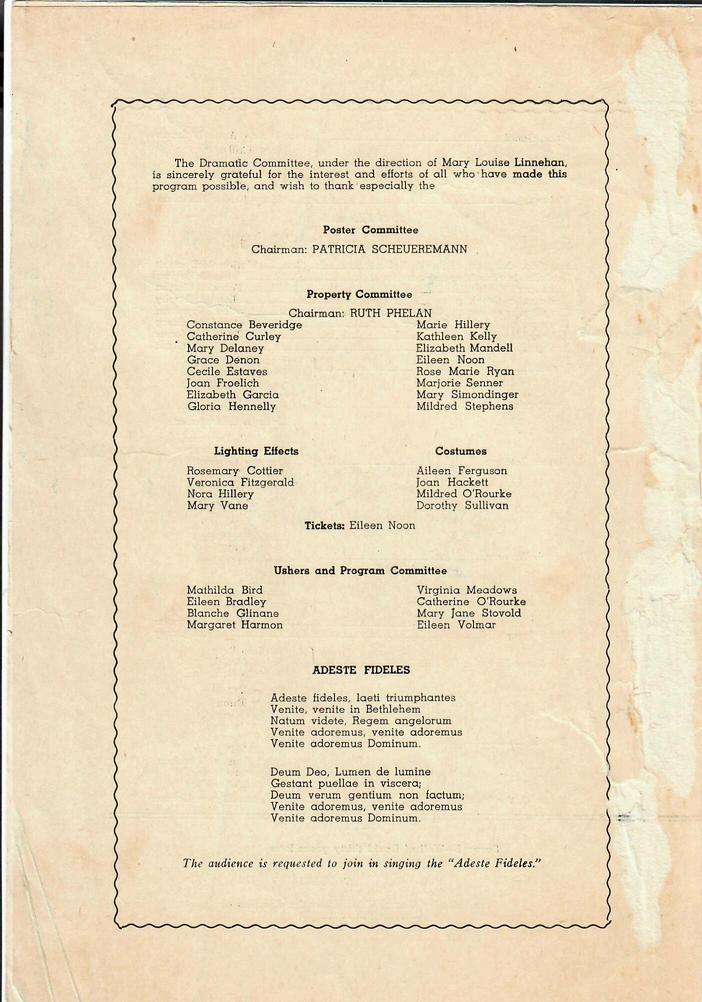 The Dramatic Committee, under the direction of Mary Louise Linnehan,
is sincerely grateful for the interest and efforts of all who have made this
program possible, and wish to thank especially the
Poster Committee
Chairman: PATRICIA SCHEUEREMANN
Property Committee
Chairman: RUTH PHELAN
Constance Beveridge
Catherine Curley
Mary Delaney
Grace Denon
Cecile Estaves
Joan Froelich
Elizabeth Garcia
Gloria Hennelly
Marie Hillery
Kathleen Kelly
Elizabeth Mandell
Eileen Noon
Rose Marie Ryan
Marjorie Senner
Mary Simondinger
Mildred Stephens
Lighting Effects
Rosemary Cottier
Veronica Fitzgerald
Nora Hillery
Mary Vane
Costumes
Aileen Ferguson
Joan Hackett
Mildred O'Rourke
Dorothy Sullivan
Tickets: Eileen Noon
Ushers and Program Committee
Mathilda Bird
Eileen Bradley
Blanche Glinane
Margaret Harmon
Virginia Meadows
Catherine O'Rourke
Mary Jane Stovold
Eileen Volmar
ADESTE FIDELES
Adeste fideles, laeti triumphantes
Venite, venite in Bethlehem
Natum videte, Regem angelorum
Venite adoremus, venite adoremus
Venite adoremus Dominum.
Deum Deo, Lumen de lumine
Gestant puellae in viscera;
Deum verum gentium non factum;
Venite adoremus, venite adoremus
Venite adoremus Dominum.
The audience is requested to join in singing the "Adeste Fideles."